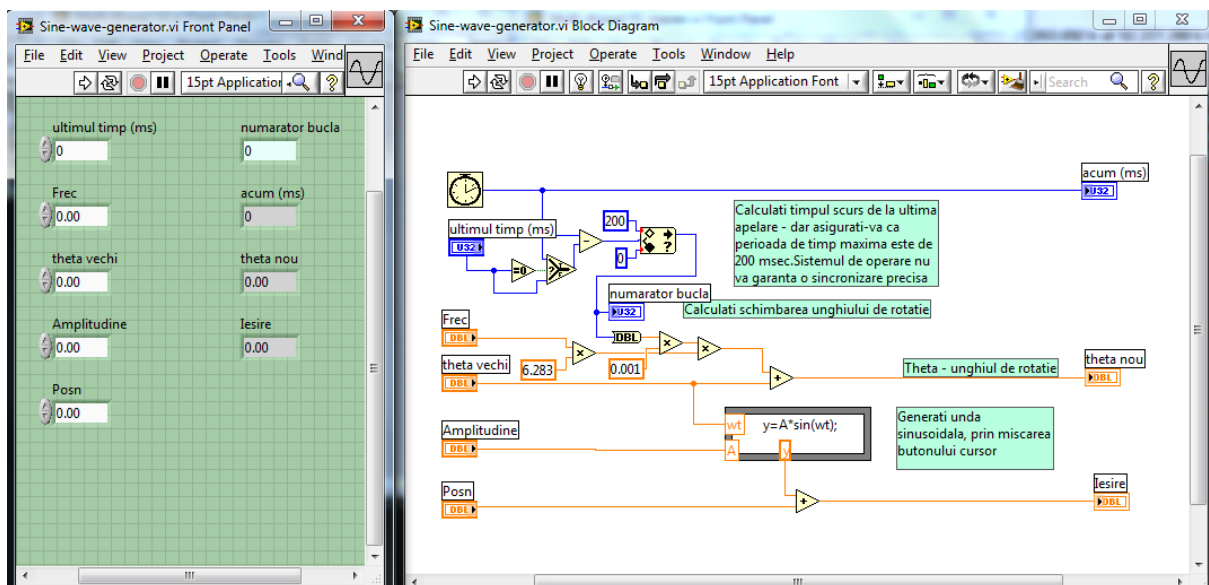 Sine-wave-generator.vi Front Panel
File Edit View Project Operate Tools Wind
15pt Application
?
ultimul timp (ms)
numarator bucla
0
0
Frec
acum (ms)
0.00
0
theta vechi
theta nou
0.00
0.00
Amplitudine
Iesire
0.00
0.00
Posn
0.00
Sine-wave-generator.vi Block Diagram
File Edit View Project Operate Tools Window Help
15pt Application Font
Search
?
acum (ms)
U32
ultimul timp (ms)
U32
200
0
=0
?
?
-
Calculati timpul scurs de la ultima
apelare - dar asigurati-va ca
perioada de timp maxima este de
200 msec.Sistemul de operare nu
va garanta o sincronizare precisa
numarator bucla
U32
Calculati schimbarea unghiului de rotatie
Frec
DBL
DBL
x
x
x
theta vechi
DBL
6.283
0.001
+
Theta - unghiul de rotatie
theta nou
DBL
Amplitudine
DBL
wt
y=A*sin(wt);
A
y
Generati unda
sinusoidala, prin miscarea
butonului cursor
Posn
DBL
+
Iesire
DBL